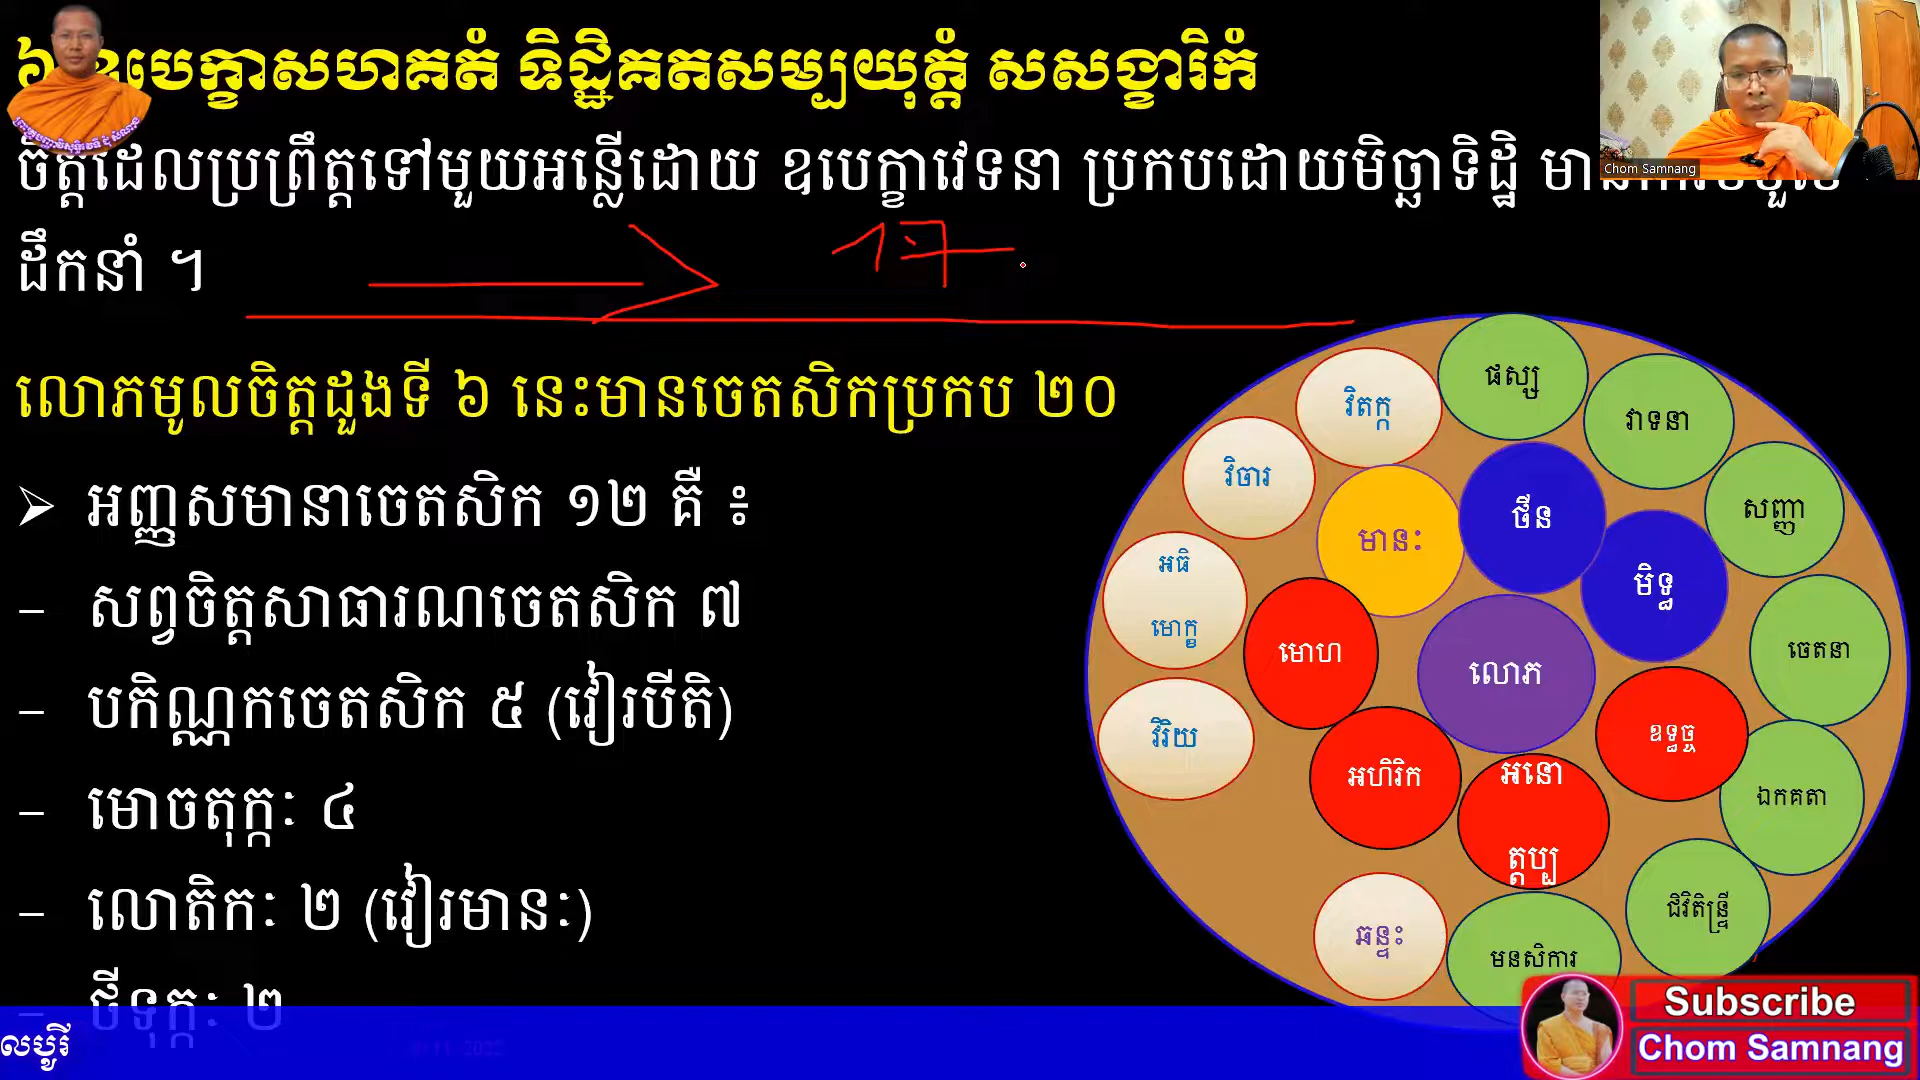 ឧបេក្ខាសហគតំ ទិដ្ឋិគតសម្បយុត្តំ សសង្ខារិកំ
ចិត្តដែលប្រព្រឹត្តទៅមួយអន្លើដោយ ឧបេក្ខាវេទនា ប្រកបដោយមិច្ឆាទិដ្ឋិ
ដឹកនាំ ។
17
លោភមូលចិត្តដួងទី ៦ នេះមានចេតសិកប្រកប ២០
➢ អញ្ញសមានាចេតសិក ១២ គឺ ៖
– សព្វចិត្តសាធារណចេតសិក ៧
– បកិណ្ណកចេតសិក ៥ (វៀរបីតិ)
– មោចតុក្កៈ ៤
– លោតិកៈ ២ (វៀរមានៈ)
– ថីទុក្កៈ ២
ផស្ស
វិតក្ក
វាទនា
វិចារ
ថីន
សញ្ញា
មានៈ
អធិ
មោក្ខ
មិទ្ធ
មោហ
លោភ
ចេតនា
វិរិយ
ឧទ្ធច្ច
អហិរិក
អនោ
ត្តប្ប
ឯកគតា
ជិវិតិន្ទ្រី
ឆន្ទះ
មនសិការ
Chom Samnang
Subscribe
Chom Samnang